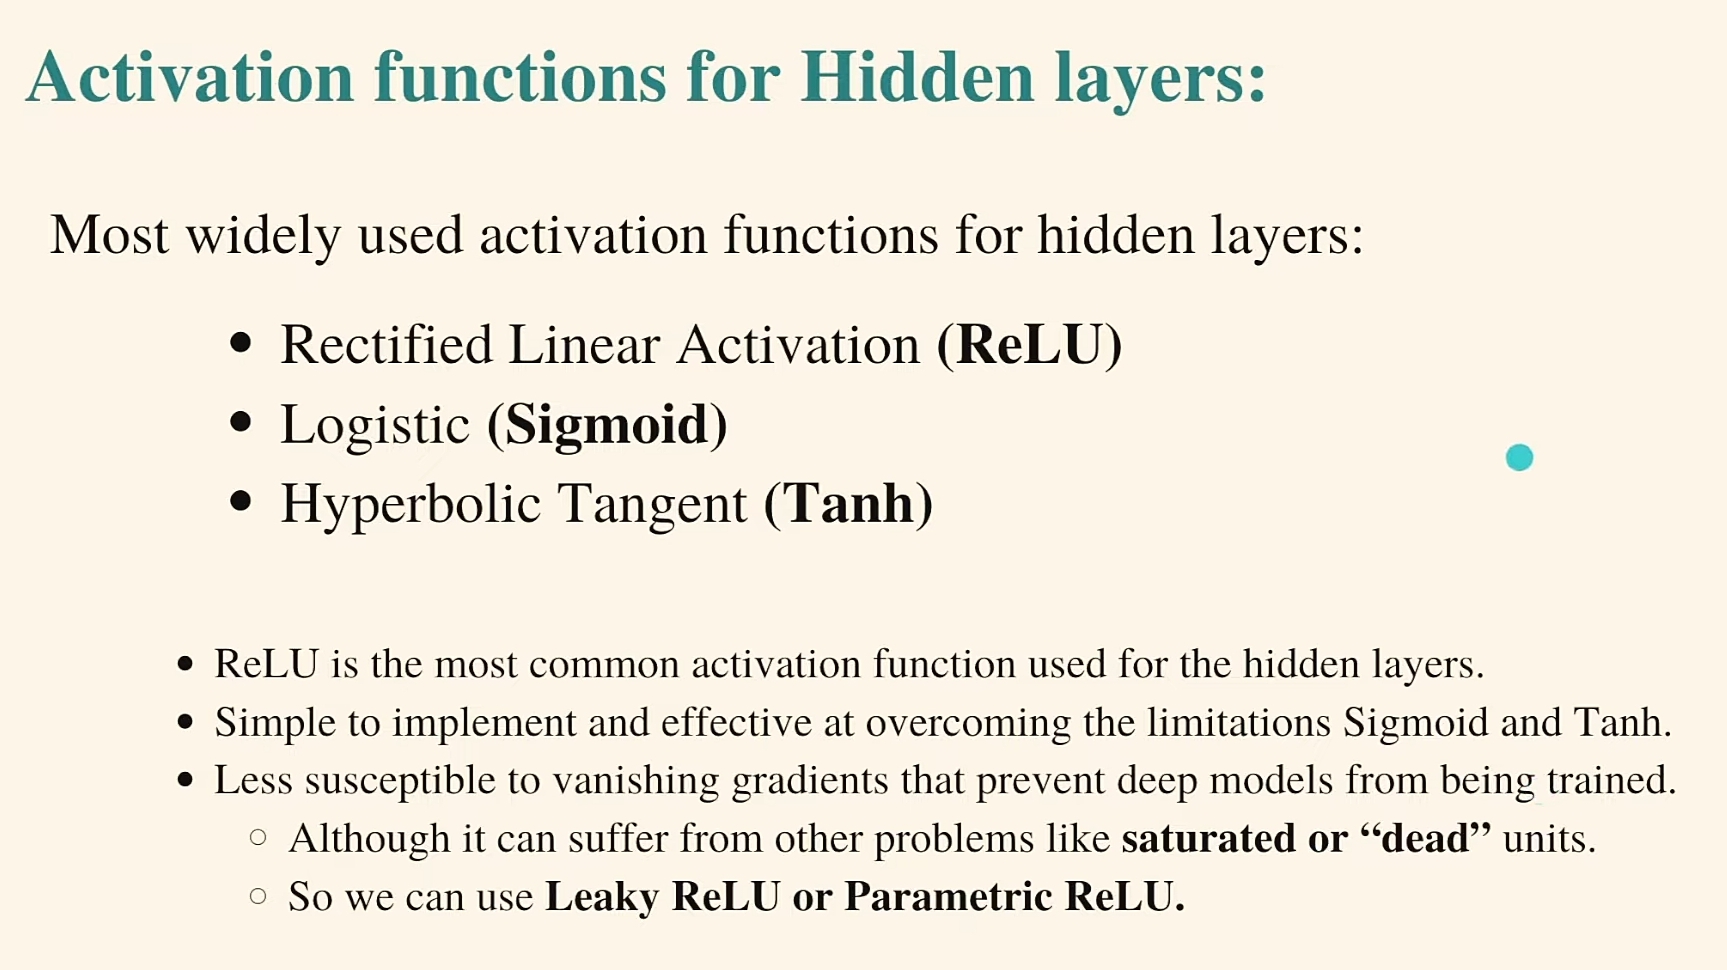 Activation functions for Hidden layers:
Most widely used activation functions for hidden layers:
• Rectified Linear Activation (ReLU)
• Logistic (Sigmoid)
• Hyperbolic Tangent (Tanh)
• ReLU is the most common activation function used for the hidden layers.
• Simple to implement and effective at overcoming the limitations Sigmoid and Tanh.
• Less susceptible to vanishing gradients that prevent deep models from being trained.
○ Although it can suffer from other problems like saturated or “dead” units.
○ So we can use Leaky ReLU or Parametric ReLU.